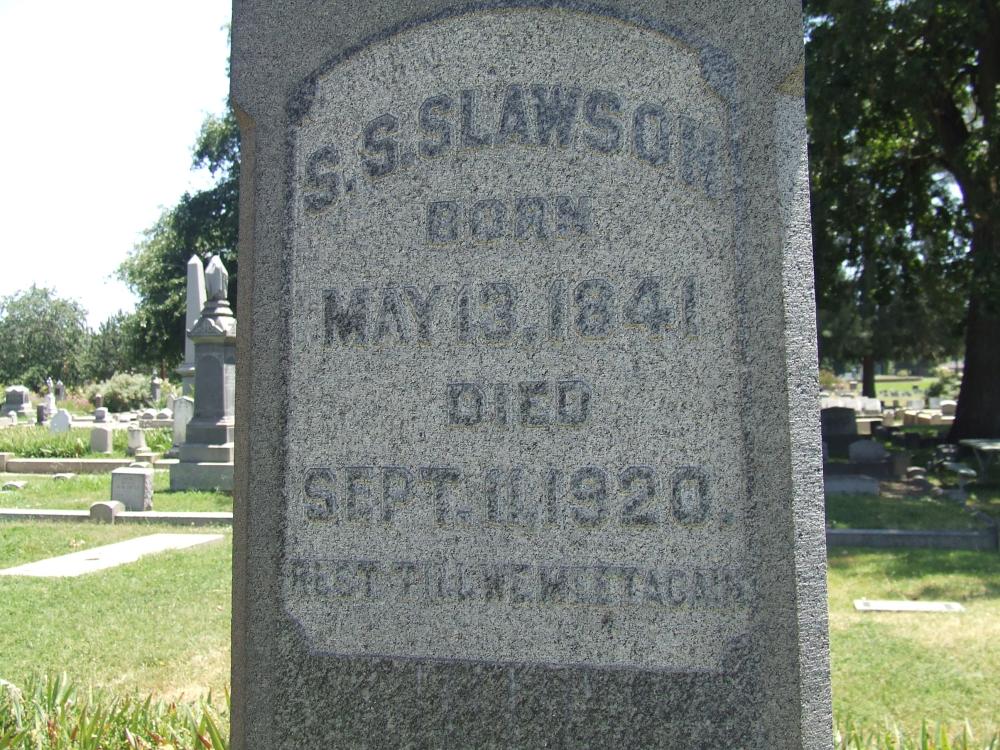 S. S. SLAWSON
BORN
MAY 13, 1841
DIED
SEPT. 11, 1920.
REST TILL WE MEET AGAIN